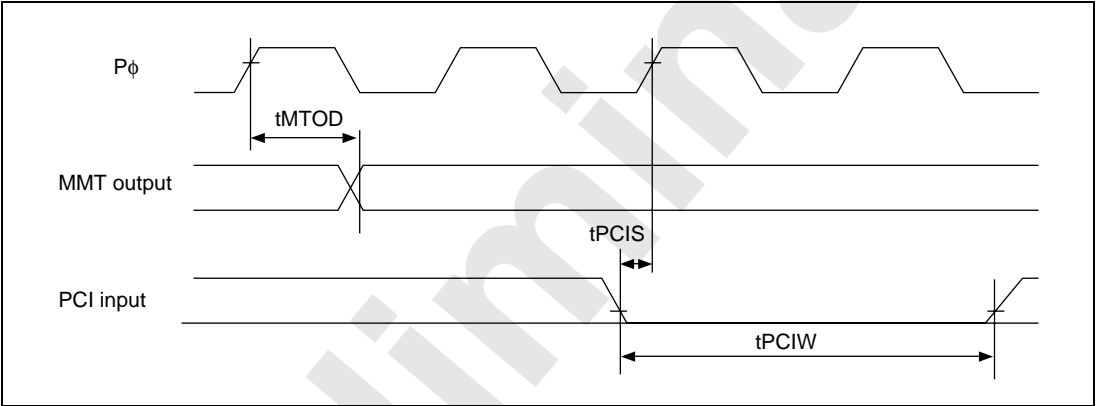 Pϕ
tMTOD
MMT output
tPCIS
PCI input
tPCIW